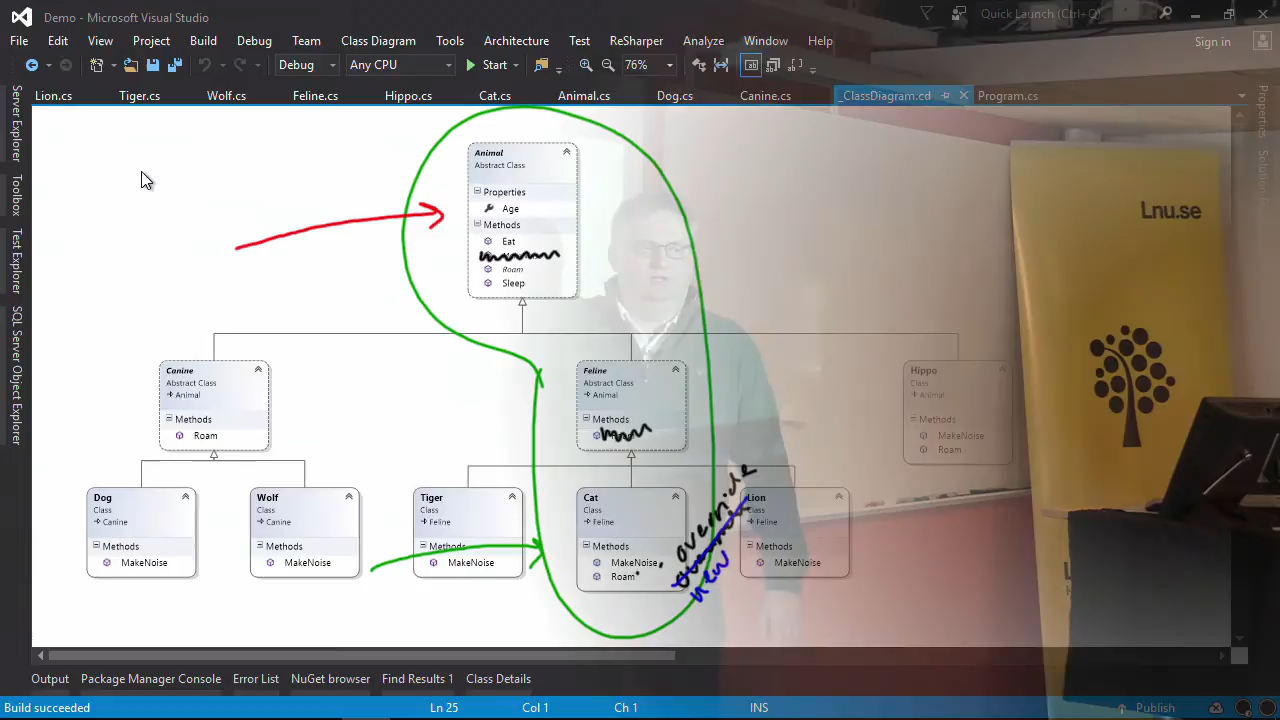 Demo - Microsoft Visual Studio
Quick Launch (Ctrl+Q)
File Edit View Project Build Debug Team Class Diagram Tools Architecture Test ReSharper Analyze Window Help
Sign in
Debug Any CPU Start 76%
Lion.cs Tiger.cs Wolf.cs Feline.cs Hippo.cs Cat.cs Animal.cs Dog.cs Canine.cs _ClassDiagram.cd Program.cs
Server Explorer
Toolbox
Test Explorer
SQL Server Object Explorer
Properties
Animal
Abstract Class
Properties
Age
Methods
Eat
Roam
Sleep
Lnu.se
Canine
Abstract Class
Animal
Methods
Roam
Feline
Abstract Class
Animal
Methods
Hippo
Class
Animal
Methods
MakeNoise
Roam
Dog
Class
Canine
Methods
MakeNoise
Wolf
Class
Canine
Methods
MakeNoise
Tiger
Class
Feline
Methods
MakeNoise
Cat
Class
Feline
Methods
MakeNoise
Roam
override
new
Lion
Class
Feline
Methods
MakeNoise
Output Package Manager Console Error List NuGet browser Find Results 1 Class Details
Build succeeded Ln 25 Col 1 Ch 1 INS Publish